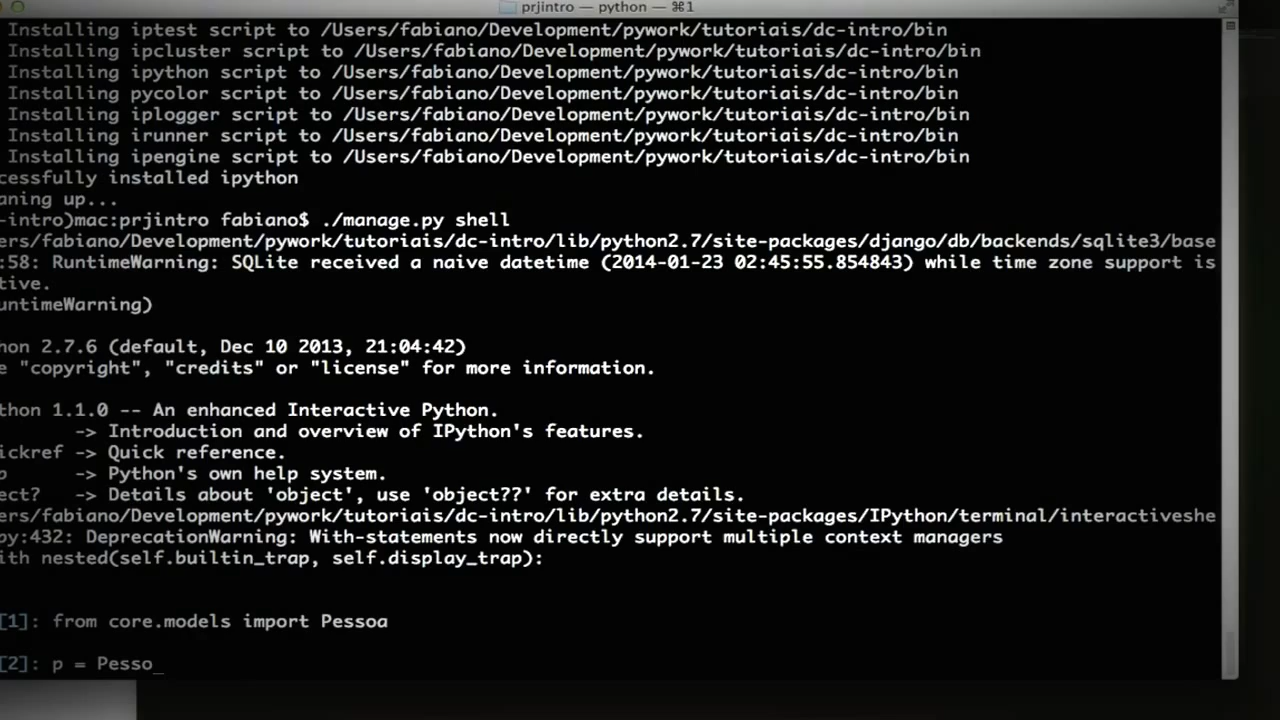 prjintro — python — ⌘1
Installing iptest script to /Users/fabiano/Development/pywork/tutoriais/dc-intro/bin
Installing ipcluster script to /Users/fabiano/Development/pywork/tutoriais/dc-intro/bin
Installing ipython script to /Users/fabiano/Development/pywork/tutoriais/dc-intro/bin
Installing pycolor script to /Users/fabiano/Development/pywork/tutoriais/dc-intro/bin
Installing iplogger script to /Users/fabiano/Development/pywork/tutoriais/dc-intro/bin
Installing irunner script to /Users/fabiano/Development/pywork/tutoriais/dc-intro/bin
Installing ipengine script to /Users/fabiano/Development/pywork/tutoriais/dc-intro/bin
cessfully installed ipython
aning up...
-intro)mac:prjintro fabiano$ ./manage.py shell
ers/fabiano/Development/pywork/tutoriais/dc-intro/lib/python2.7/site-packages/django/db/backends/sqlite3/base
:58: RuntimeWarning: SQLite received a naive datetime (2014-01-23 02:45:55.854843) while time zone support is
tive.
untimeWarning)
hon 2.7.6 (default, Dec 10 2013, 21:04:42)
e "copyright", "credits" or "license" for more information.
thon 1.1.0 -- An enhanced Interactive Python.
-> Introduction and overview of IPython's features.
ickref -> Quick reference.
p -> Python's own help system.
ect? -> Details about 'object', use 'object??' for extra details.
ers/fabiano/Development/pywork/tutoriais/dc-intro/lib/python2.7/site-packages/IPython/terminal/interactiveshe
py:432: DeprecationWarning: With-statements now directly support multiple context managers
ith nested(self.builtin_trap, self.display_trap):
[1]: from core.models import Pessoa
[2]: p = Pesso_